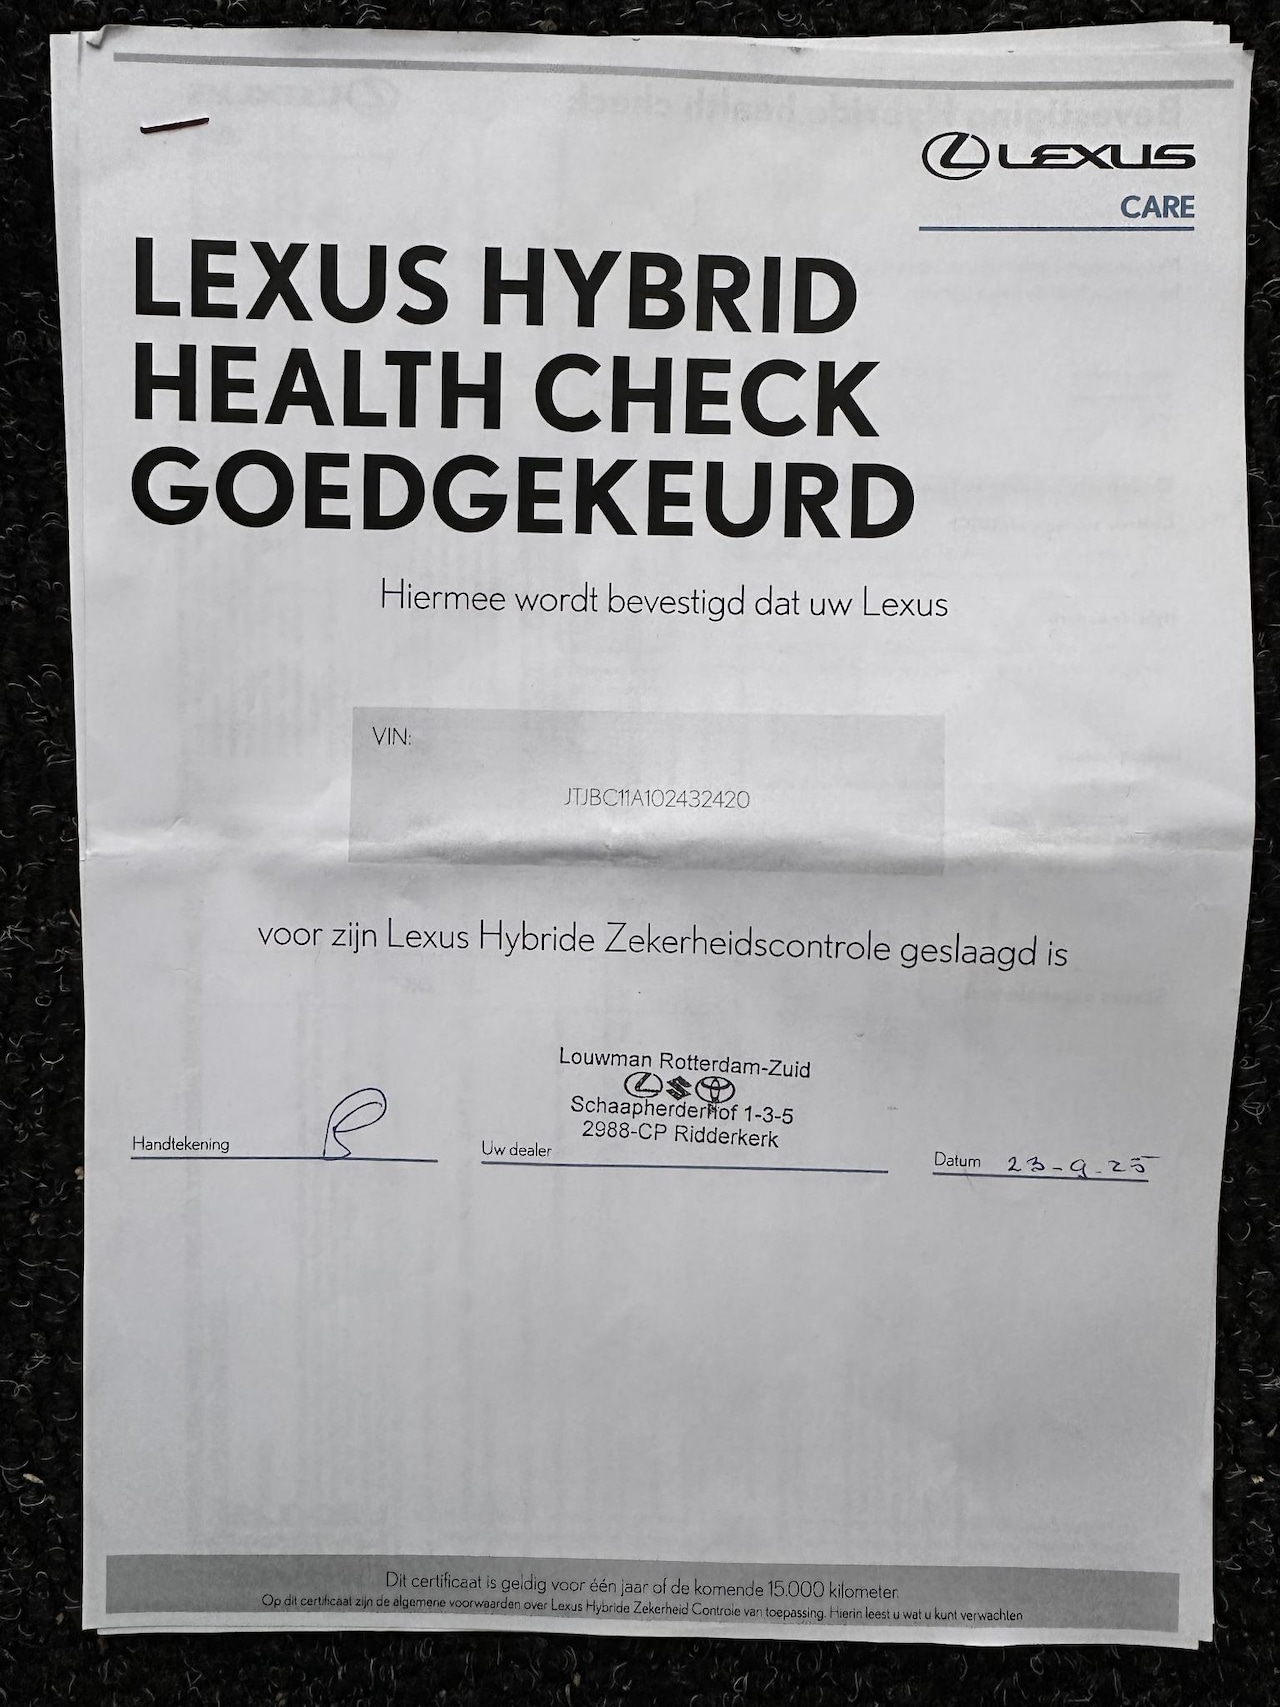 LEXUS
CARE
LEXUS HYBRID
HEALTH CHECK
GOEDGEKEURD
Hiermee wordt bevestigd dat uw Lexus
VIN:
JTJBC11A102432420
voor zijn Lexus Hybride Zekerheidscontrole geslaagd is
Louwman Rotterdam-Zuid
Schaapherderhof 1-3-5
2988-CP Ridderkerk
Handtekening
Uw dealer
Datum 23-9-25
Dit certificaat is geldig voor één jaar of de komende 15.000 kilometer.
Op dit certificaat zijn de algemene voorwaarden over Lexus Hybride Zekerheid Controle van toepassing. Hierin leest u wat u kunt verwachten